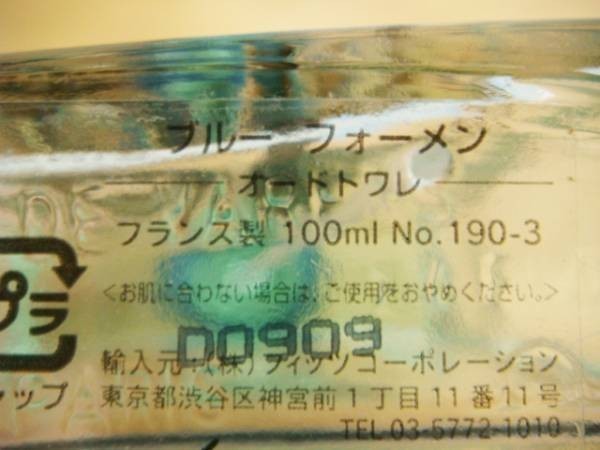 ブルー フォーメン
オードトワレ
フランス製 100ml No.190-3
<お肌に合わない場合は、ご使用をおやめください。>
プラ
D0909
輸入元：(株)フィッツコーポレーション
ャップ 東京都渋谷区神宮前1丁目11番11号
TEL 03-5772-1010